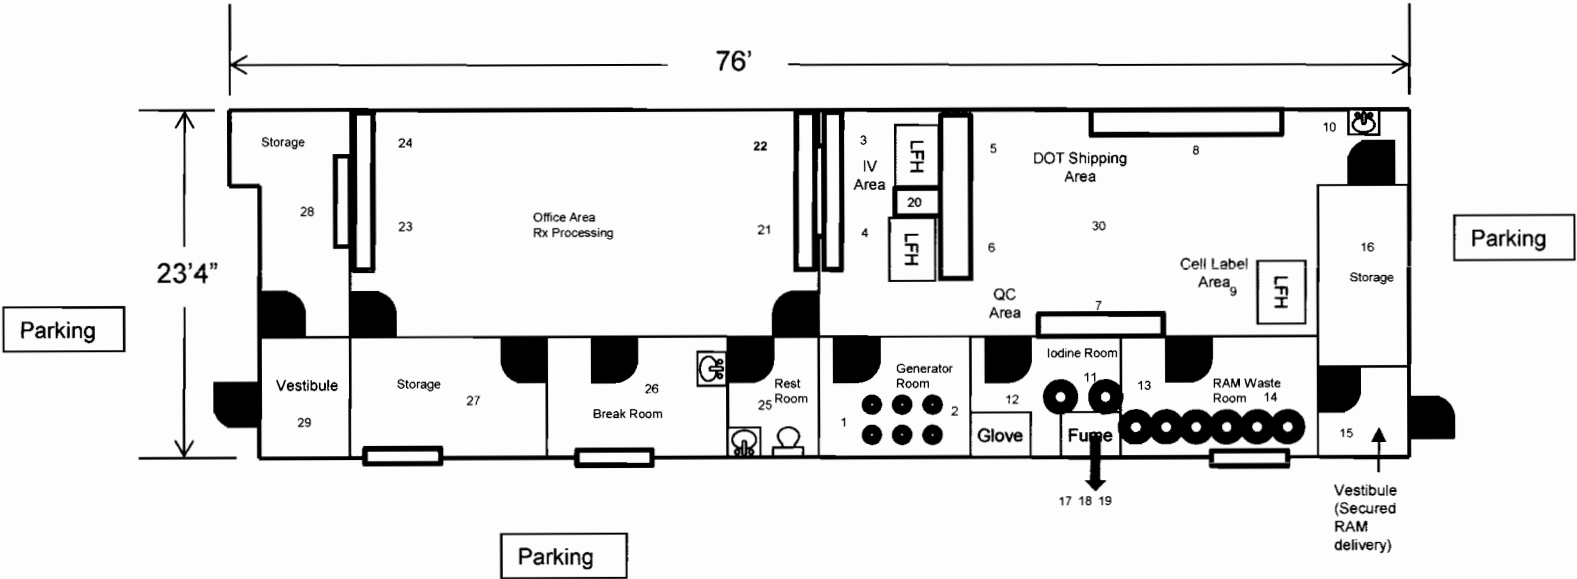 76’
23’4”
Storage
24
22
3
IV
Area
LFH
5
DOT Shipping
Area
8
10
28
23
Office Area
Rx Processing
21
4
20
LFH
6
30
16
Storage
Parking
Cell Label
Area
9
LFH
QC
Area
7
Parking
Vestibule
29
Storage
27
26
Break Room
Rest
Room
25
Generator
Room
1
2
Iodine Room
11
12
13
RAM Waste
Room
14
Glove
Fume
15
17 18 19
Vestibule
(Secured
RAM
delivery)
Parking